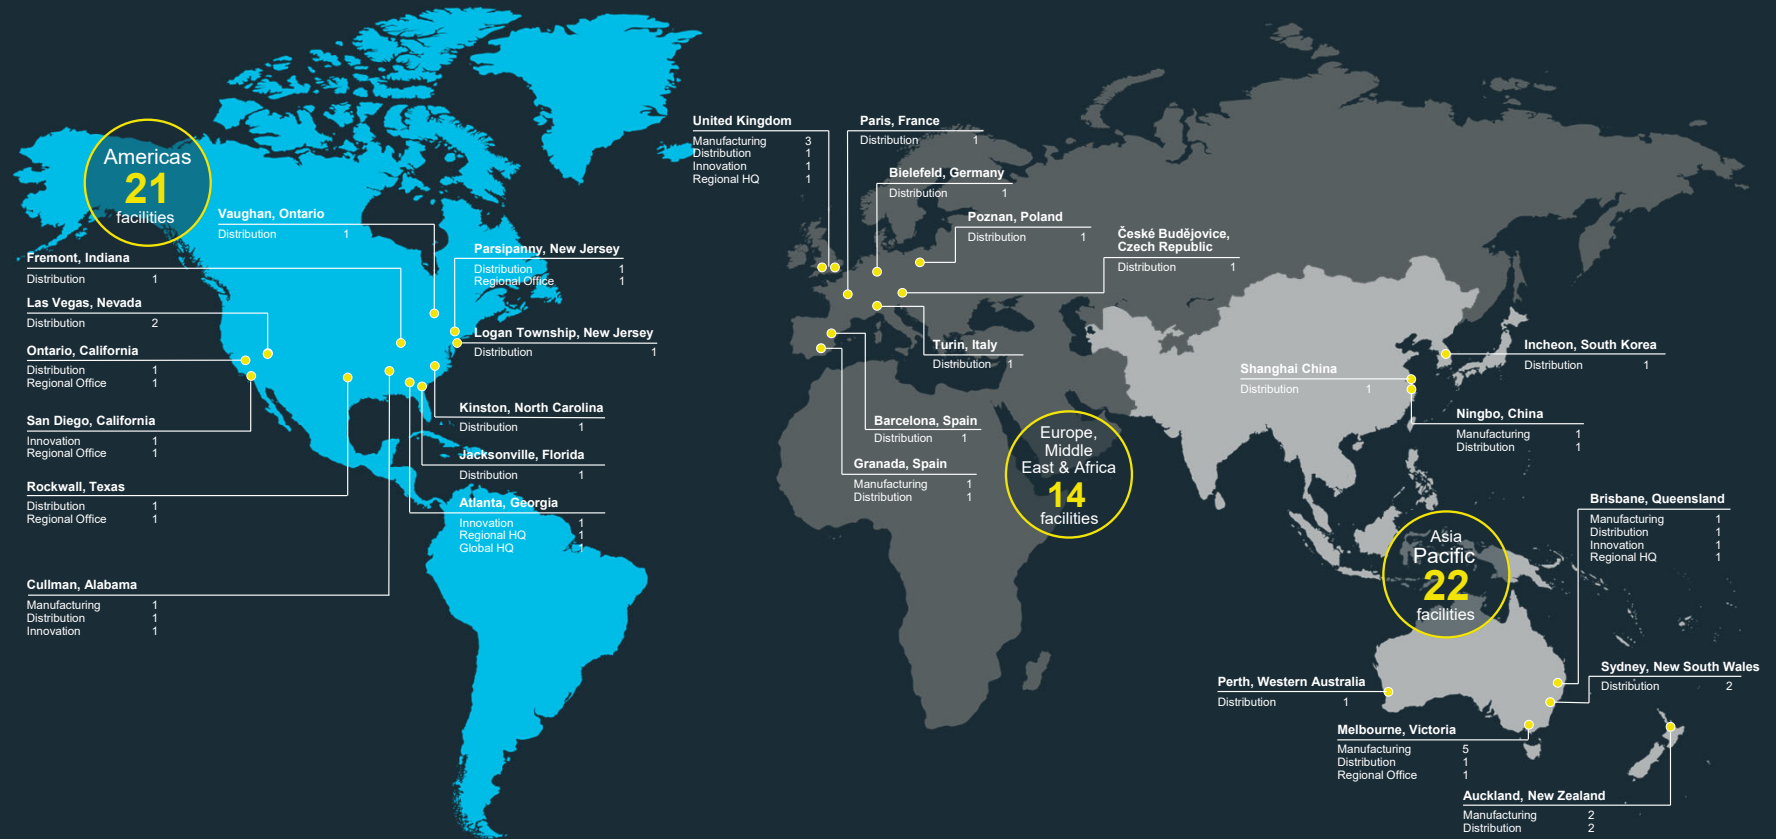 Americas
21
facilities
Vaughan, Ontario
Distribution 1
Fremont, Indiana
Distribution 1
Las Vegas, Nevada
Distribution 2
Ontario, California
Distribution 1
Regional Office 1
San Diego, California
Innovation 1
Regional Office 1
Rockwall, Texas
Distribution 1
Regional Office 1
Cullman, Alabama
Manufacturing 1
Distribution 1
Innovation 1
Parsipanny, New Jersey
Distribution 1
Regional Office 1
Logan Township, New Jersey
Distribution 1
Kinston, North Carolina
Distribution 1
Jacksonville, Florida
Distribution 1
Atlanta, Georgia
Innovation 1
Regional HQ 1
Global HQ 1
United Kingdom
Manufacturing 3
Distribution 1
Innovation 1
Regional HQ 1
Paris, France
Distribution 1
Bielefeld, Germany
Distribution 1
Poznan, Poland
Distribution 1
České Budějovice,
Czech Republic
Distribution 1
Turin, Italy
Distribution 1
Barcelona, Spain
Distribution 1
Granada, Spain
Manufacturing 1
Distribution 1
Europe,
Middle
East & Africa
14
facilities
Shanghai China
Distribution 1
Incheon, South Korea
Distribution 1
Ningbo, China
Manufacturing 1
Distribution 1
Asia
Pacific
22
facilities
Brisbane, Queensland
Manufacturing 1
Distribution 1
Innovation 1
Regional HQ 1
Sydney, New South Wales
Distribution 2
Perth, Western Australia
Distribution 1
Melbourne, Victoria
Manufacturing 5
Distribution 1
Regional Office 1
Auckland, New Zealand
Manufacturing 2
Distribution 2